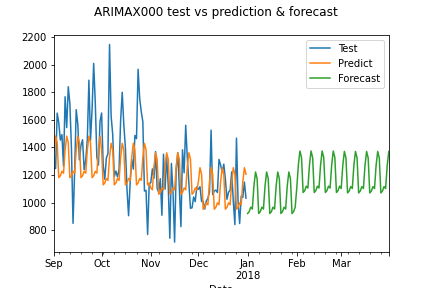 ARIMAX000 test vs prediction & forecast
2200
2000
1800
1600
1400
1200
1000
800
Test
Predict
Forecast
Sep Oct Nov Dec Jan Feb Mar
2018